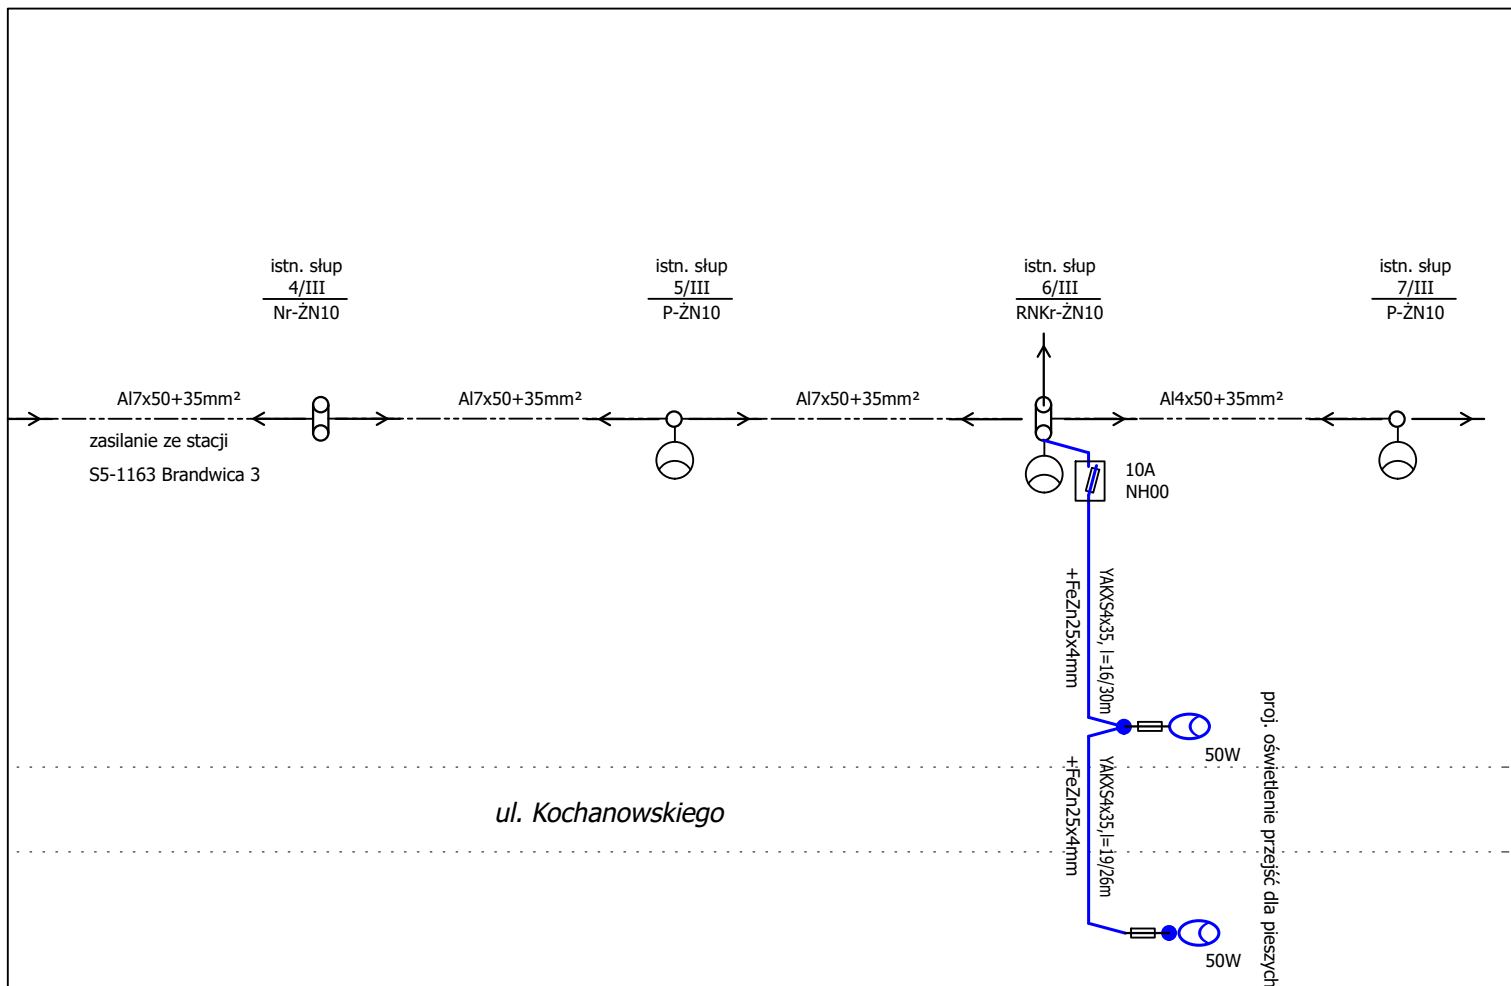 istn. słup
4/III
Nr-ŻN10
istn. słup
5/III
P-ŻN10
istn. słup
6/III
RNKr-ŻN10
istn. słup
7/III
P-ŻN10
Al7x50+35mm²
Al7x50+35mm²
Al7x50+35mm²
Al4x50+35mm²
zasilanie ze stacji
S5-1163 Brandwica 3
10A
NH00
YAKXS4x35, l=16/30m
+FeZn25x4mm
50W
proj. oświetlenie przejść dla pieszych
YAKXS4x35,l=19/26m
+FeZn25x4mm
ul. Kochanowskiego
50W